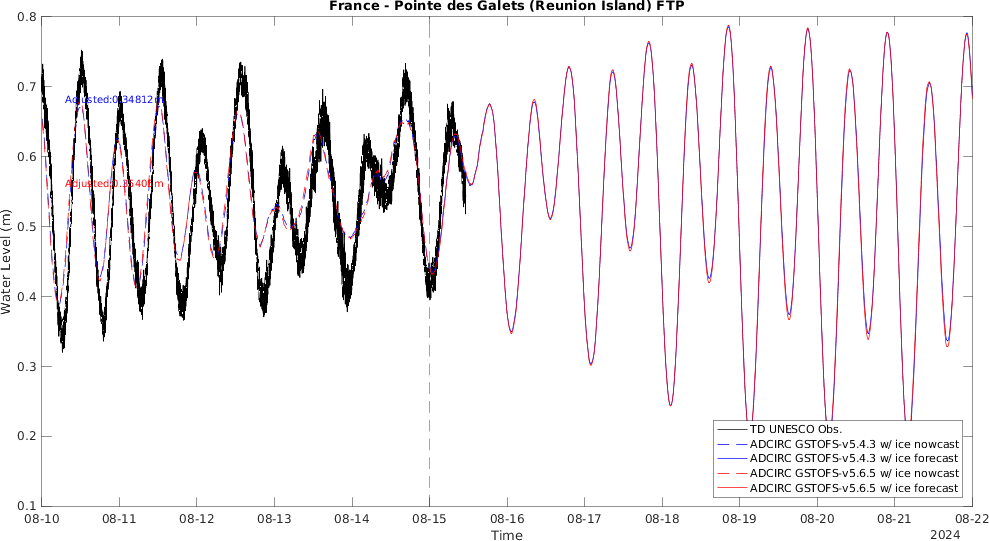 France - Pointe des Galets (Reunion Island) FTP
0.8
0.7
0.6
0.5
0.4
0.3
0.2
0.1
Water Level (m)
08-10
08-11
08-12
08-13
08-14
08-15
08-16
08-17
08-18
08-19
08-20
08-21
08-22
Time
2024
TD UNESCO Obs.
ADCIRC GSTOFS-v5.4.3 w/ ice nowcast
ADCIRC GSTOFS-v5.4.3 w/ ice forecast
ADCIRC GSTOFS-v5.6.5 w/ ice nowcast
ADCIRC GSTOFS-v5.6.5 w/ ice forecast